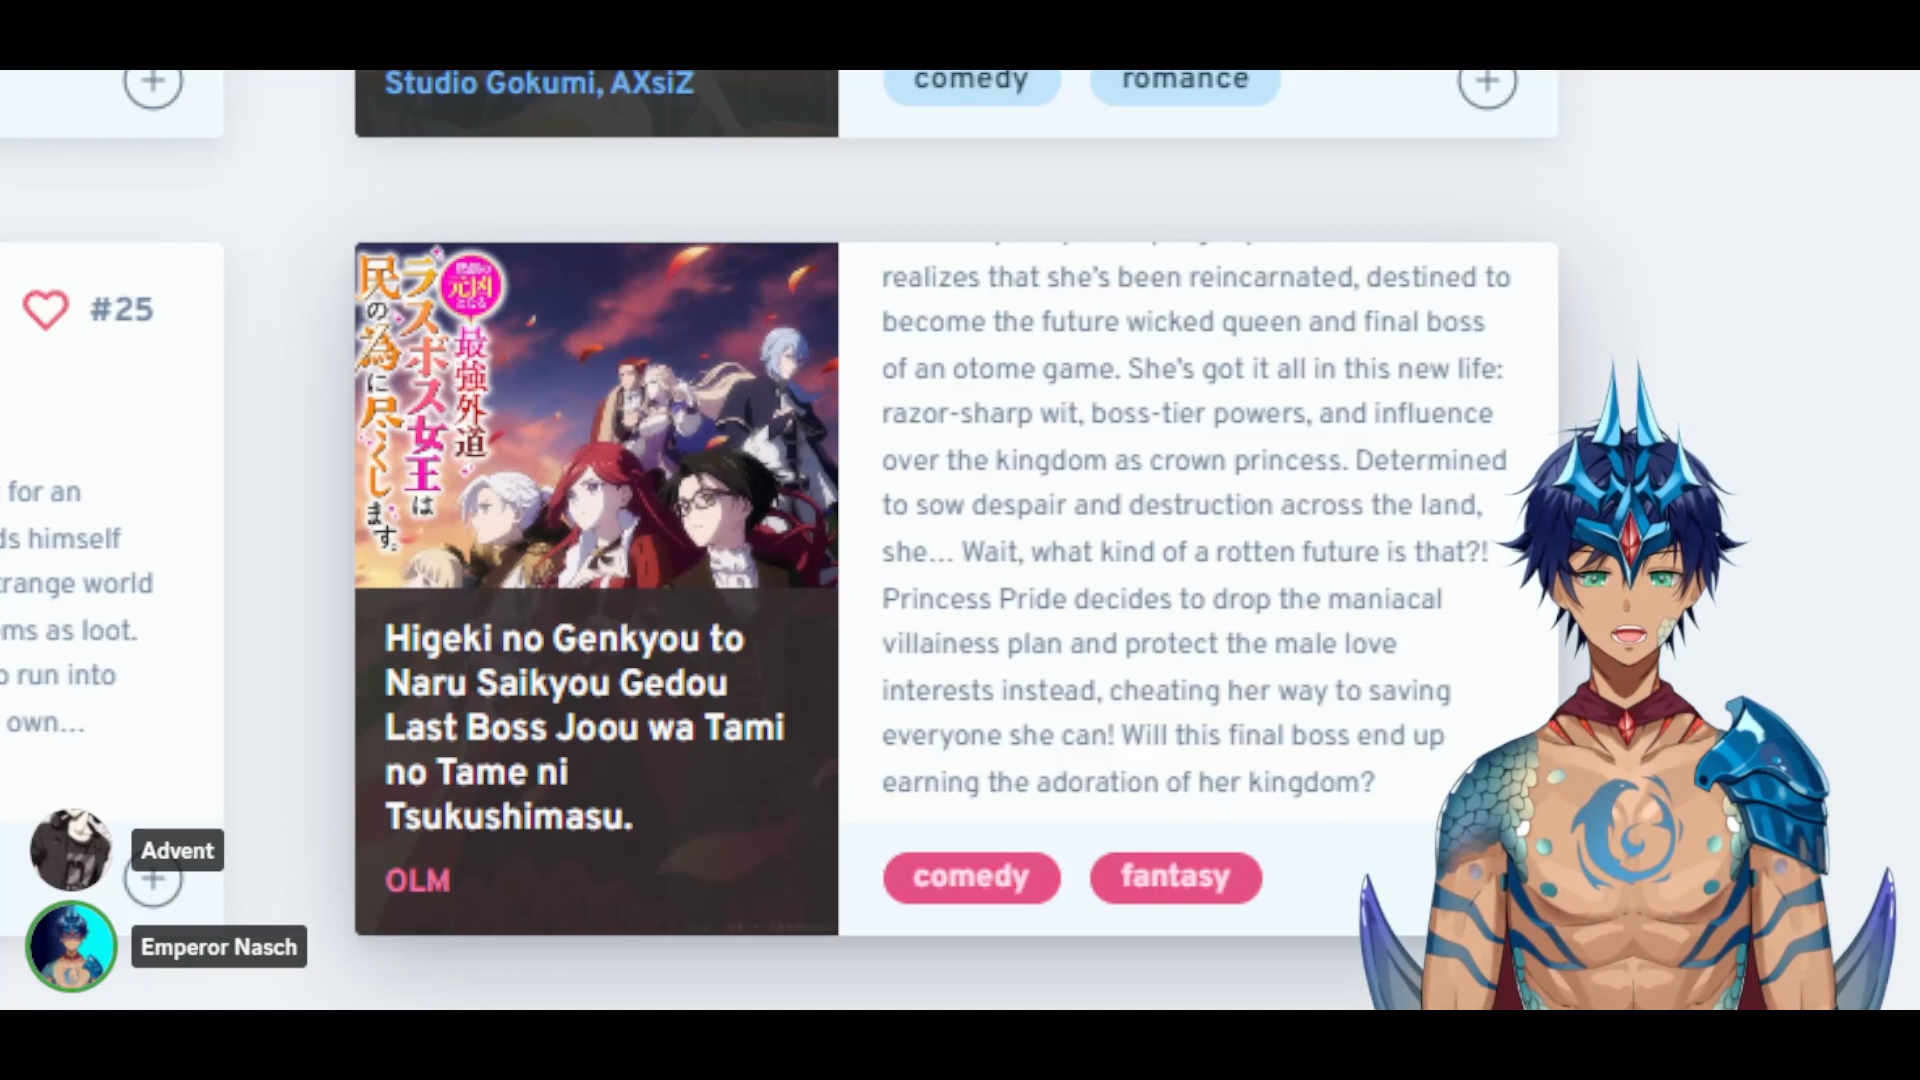 Studio Gokumi, AXsiZ
comedy
romance
#25
for an
ds himself
trange world
ms as loot.
o run into
own...
民の為に尽くします。
ラスボス女王は
元凶
となる
最強外道
realizes that she's been reincarnated, destined to
become the future wicked queen and final boss
of an otome game. She's got it all in this new life:
razor-sharp wit, boss-tier powers, and influence
over the kingdom as crown princess. Determined
to sow despair and destruction across the land,
she... Wait, what kind of a rotten future is that?!
Princess Pride decides to drop the maniacal
villainess plan and protect the male love
interests instead, cheating her way to saving
everyone she can! Will this final boss end up
earning the adoration of her kingdom?
Higeki no Genkyou to
Naru Saikyou Gedou
Last Boss Joou wa Tami
no Tame ni
Tsukushimasu.
OLM
comedy
fantasy
Advent
Emperor Nasch